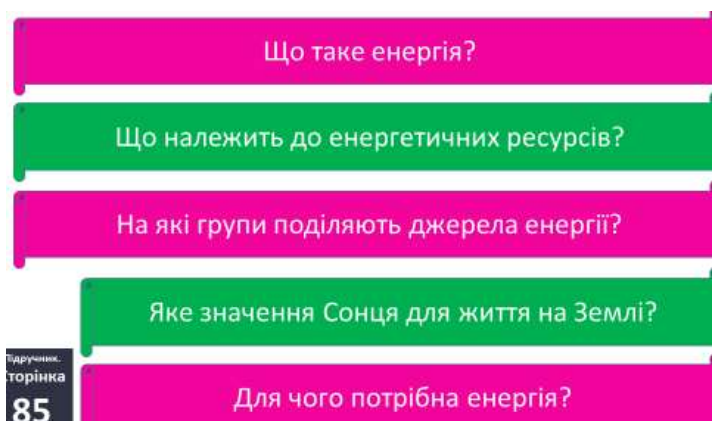 Що таке енергія?
Що належить до енергетичних ресурсів?
На які групи поділяють джерела енергії?
Яке значення Сонця для життя на Землі?
Підручник.
Сторінка
85
Для чого потрібна енергія?